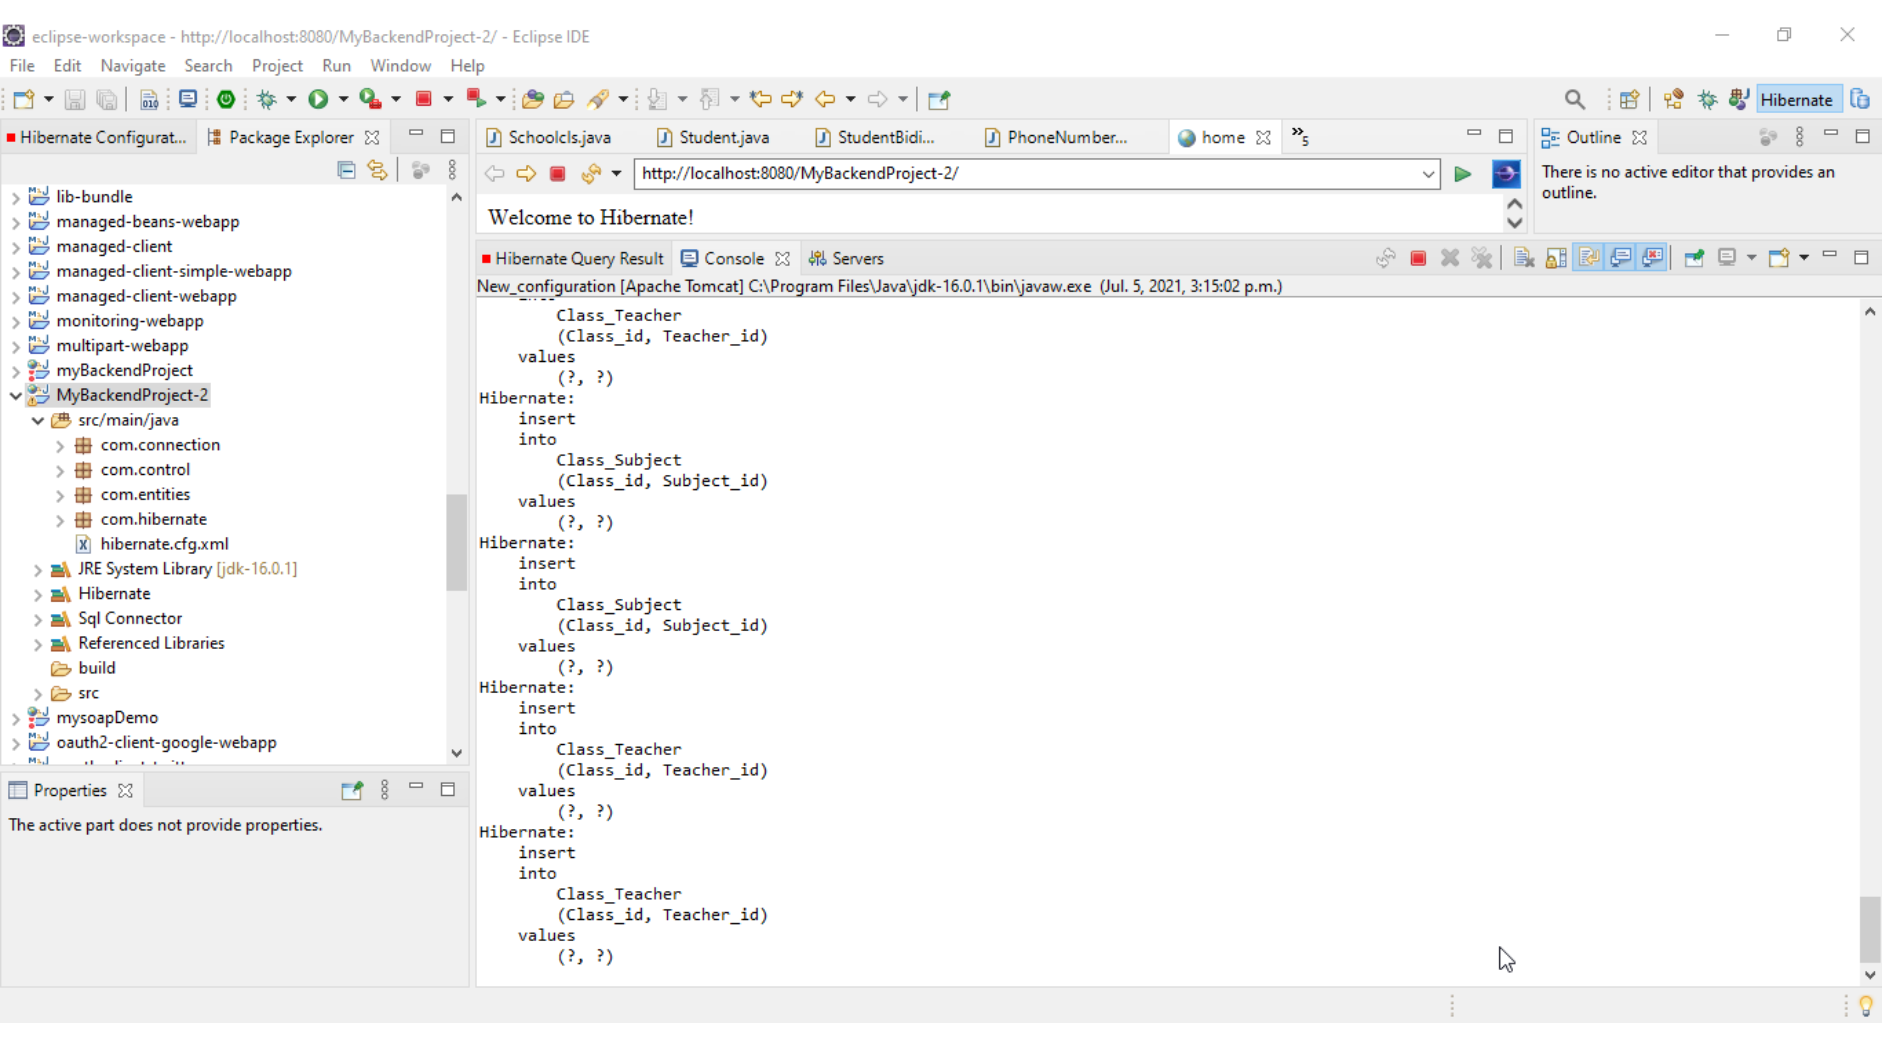 eclipse-workspace - http://localhost:8080/MyBackendProject-2/ - Eclipse IDE
File Edit Navigate Search Project Run Window Help
Hibernate
Hibernate Configurat...
Package Explorer
lib-bundle
managed-beans-webapp
managed-client
managed-client-simple-webapp
managed-client-webapp
monitoring-webapp
multipart-webapp
myBackendProject
MyBackendProject-2
src/main/java
com.connection
com.control
com.entities
com.hibernate
hibernate.cfg.xml
JRE System Library [jdk-16.0.1]
Hibernate
Sql Connector
Referenced Libraries
build
src
mysoapDemo
oauth2-client-google-webapp
Properties
The active part does not provide properties.
Schoolcls.java
Student.java
StudentBidi...
PhoneNumber...
home
»5
http://localhost:8080/MyBackendProject-2/
Welcome to Hibernate!
Outline
There is no active editor that provides an
outline.
Hibernate Query Result
Console
Servers
New_configuration [Apache Tomcat] C:\Program Files\Java\jdk-16.0.1\bin\javaw.exe (Jul. 5, 2021, 3:15:02 p.m.)
Class_Teacher
(Class_id, Teacher_id)
values
(?, ?)
Hibernate:
insert
into
Class_Subject
(Class_id, Subject_id)
values
(?, ?)
Hibernate:
insert
into
Class_Subject
(Class_id, Subject_id)
values
(?, ?)
Hibernate:
insert
into
Class_Teacher
(Class_id, Teacher_id)
values
(?, ?)
Hibernate:
insert
into
Class_Teacher
(Class_id, Teacher_id)
values
(?, ?)